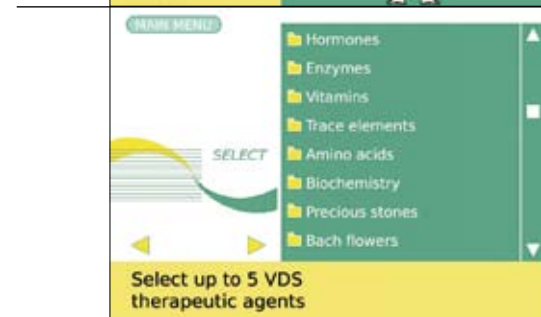 MAIN MENU
Hormones
Enzymes
Vitamins
Trace elements
SELECT
Amino acids
Biochemistry
Precious stones
Bach flowers
Select up to 5 VDS
therapeutic agents